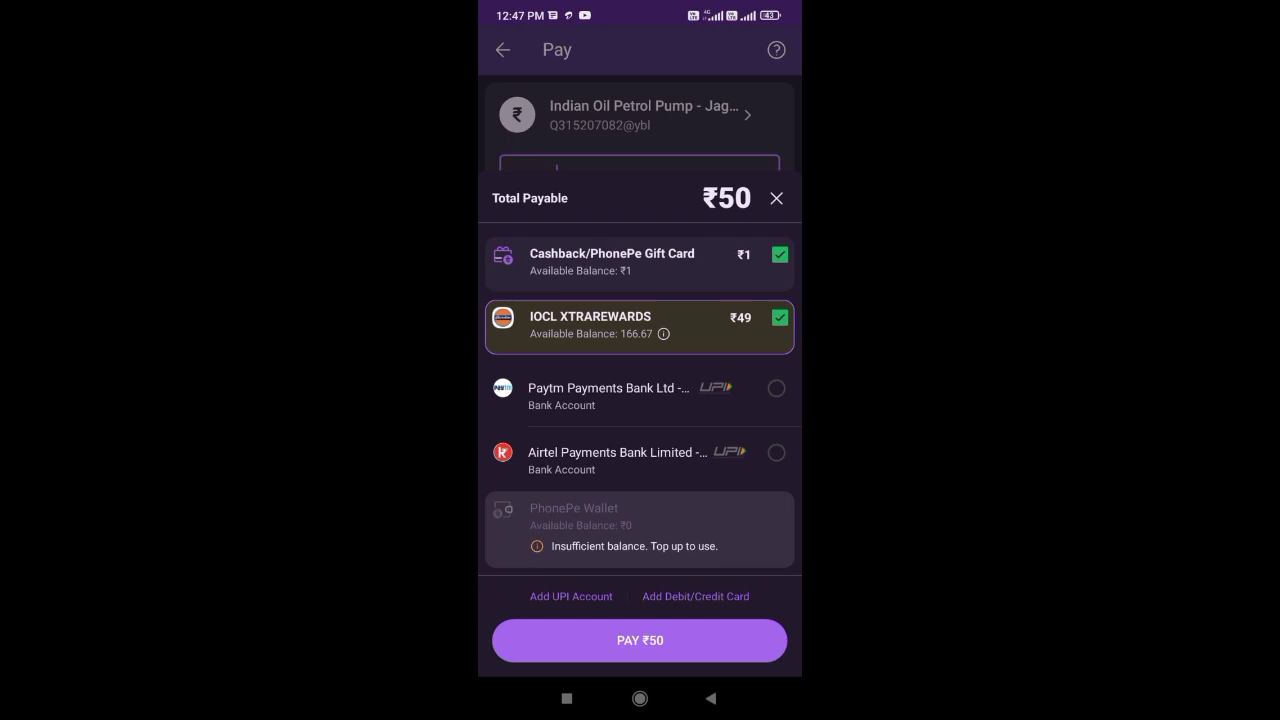 12:47 PM
4G
43
Pay
Indian Oil Petrol Pump - Jag...
Q315207082@ybl
₹
Total Payable
₹50
Cashback/PhonePe Gift Card
₹1
Available Balance: ₹1
IOCL XTRAREWARDS
₹49
Available Balance: 166.67
Paytm Payments Bank Ltd -...
UPI
Bank Account
Airtel Payments Bank Limited -...
UPI
Bank Account
PhonePe Wallet
Available Balance: ₹0
Insufficient balance. Top up to use.
Add UPI Account
Add Debit/Credit Card
PAY ₹50